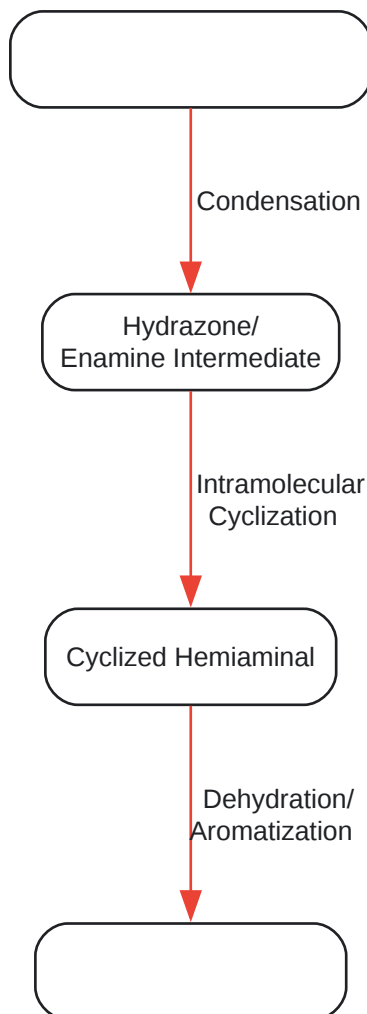 Condensation
Hydrazone/
Enamine Intermediate
Intramolecular
Cyclization
Cyclized Hemiaminal
Dehydration/
Aromatization